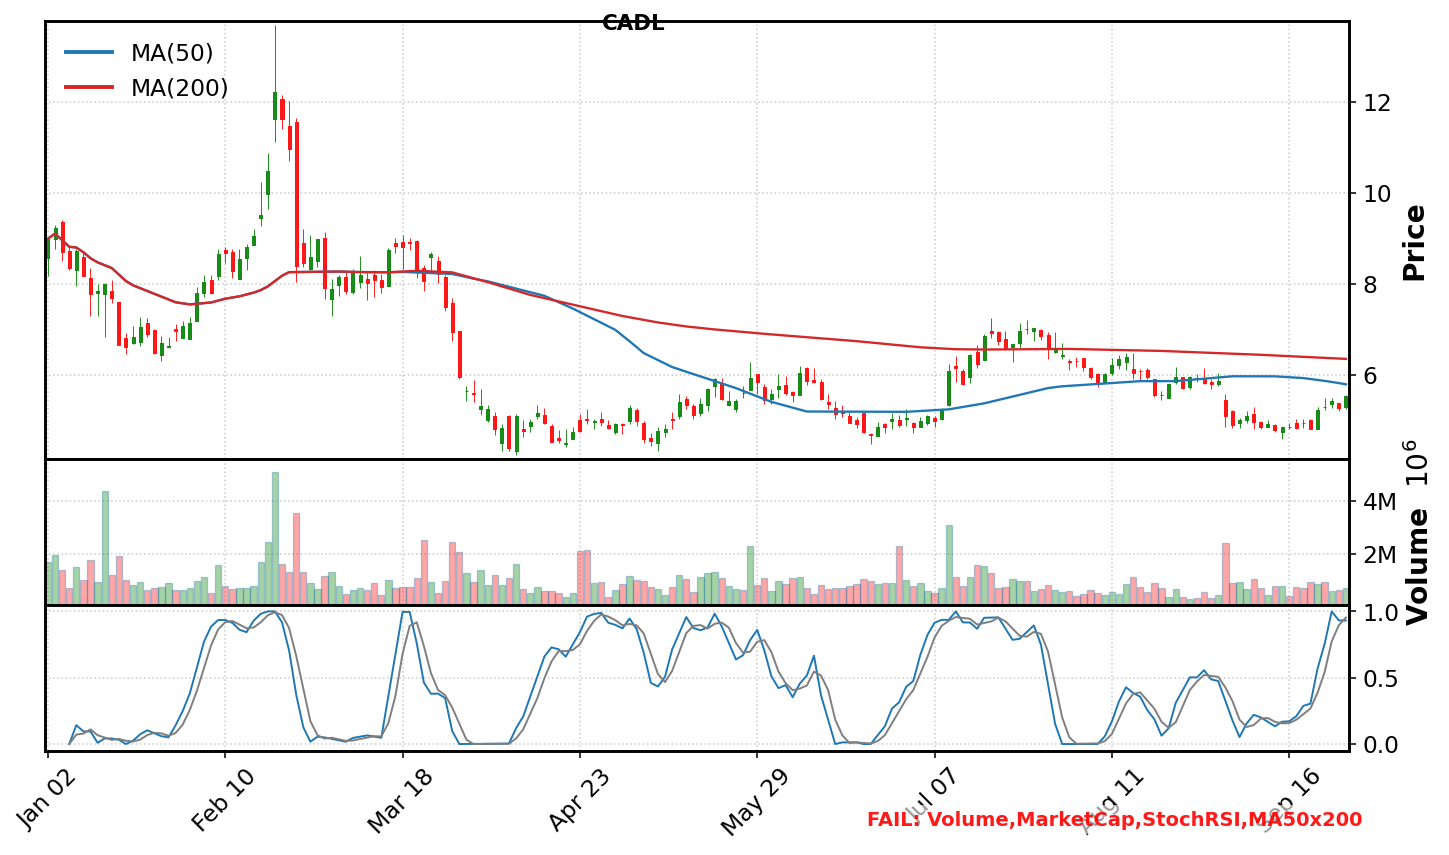 CADL
MA(50)
MA(200)
12
10
8
6
Price
4M
2M
Volume 10^6
1.0
0.5
0.0
Jan 02
Feb 10
Mar 18
Apr 23
May 29
Jul 07
Aug 11
Sep 16
FAIL: Volume,Marketcap,StochRSI,MA50x200